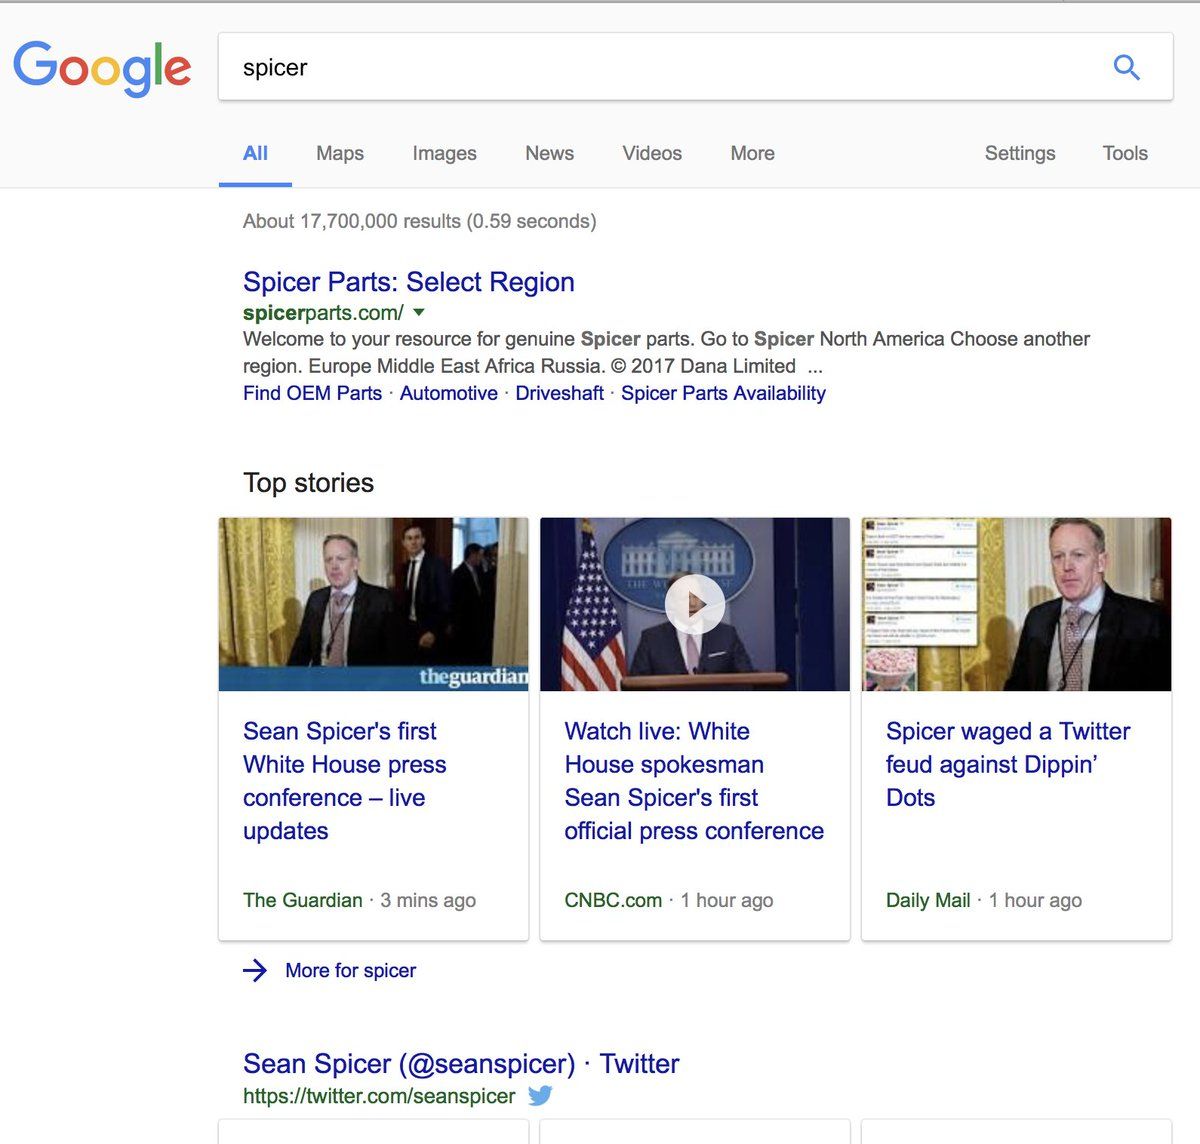 Google
spicer
All Maps Images News Videos More Settings Tools
About 17,700,000 results (0.59 seconds)
Spicer Parts: Select Region
spicerparts.com/
Welcome to your resource for genuine Spicer parts. Go to Spicer North America Choose another
region. Europe Middle East Africa Russia. © 2017 Dana Limited ...
Find OEM Parts · Automotive · Driveshaft · Spicer Parts Availability
Top stories
theguardian
Sean Spicer's first
White House press
conference – live
updates
The Guardian · 3 mins ago
Watch live: White
House spokesman
Sean Spicer's first
official press conference
CNBC.com · 1 hour ago
Spicer waged a Twitter
feud against Dippin’
Dots
Daily Mail · 1 hour ago
More for spicer
Sean Spicer (@seanspicer) · Twitter
https://twitter.com/seanspicer